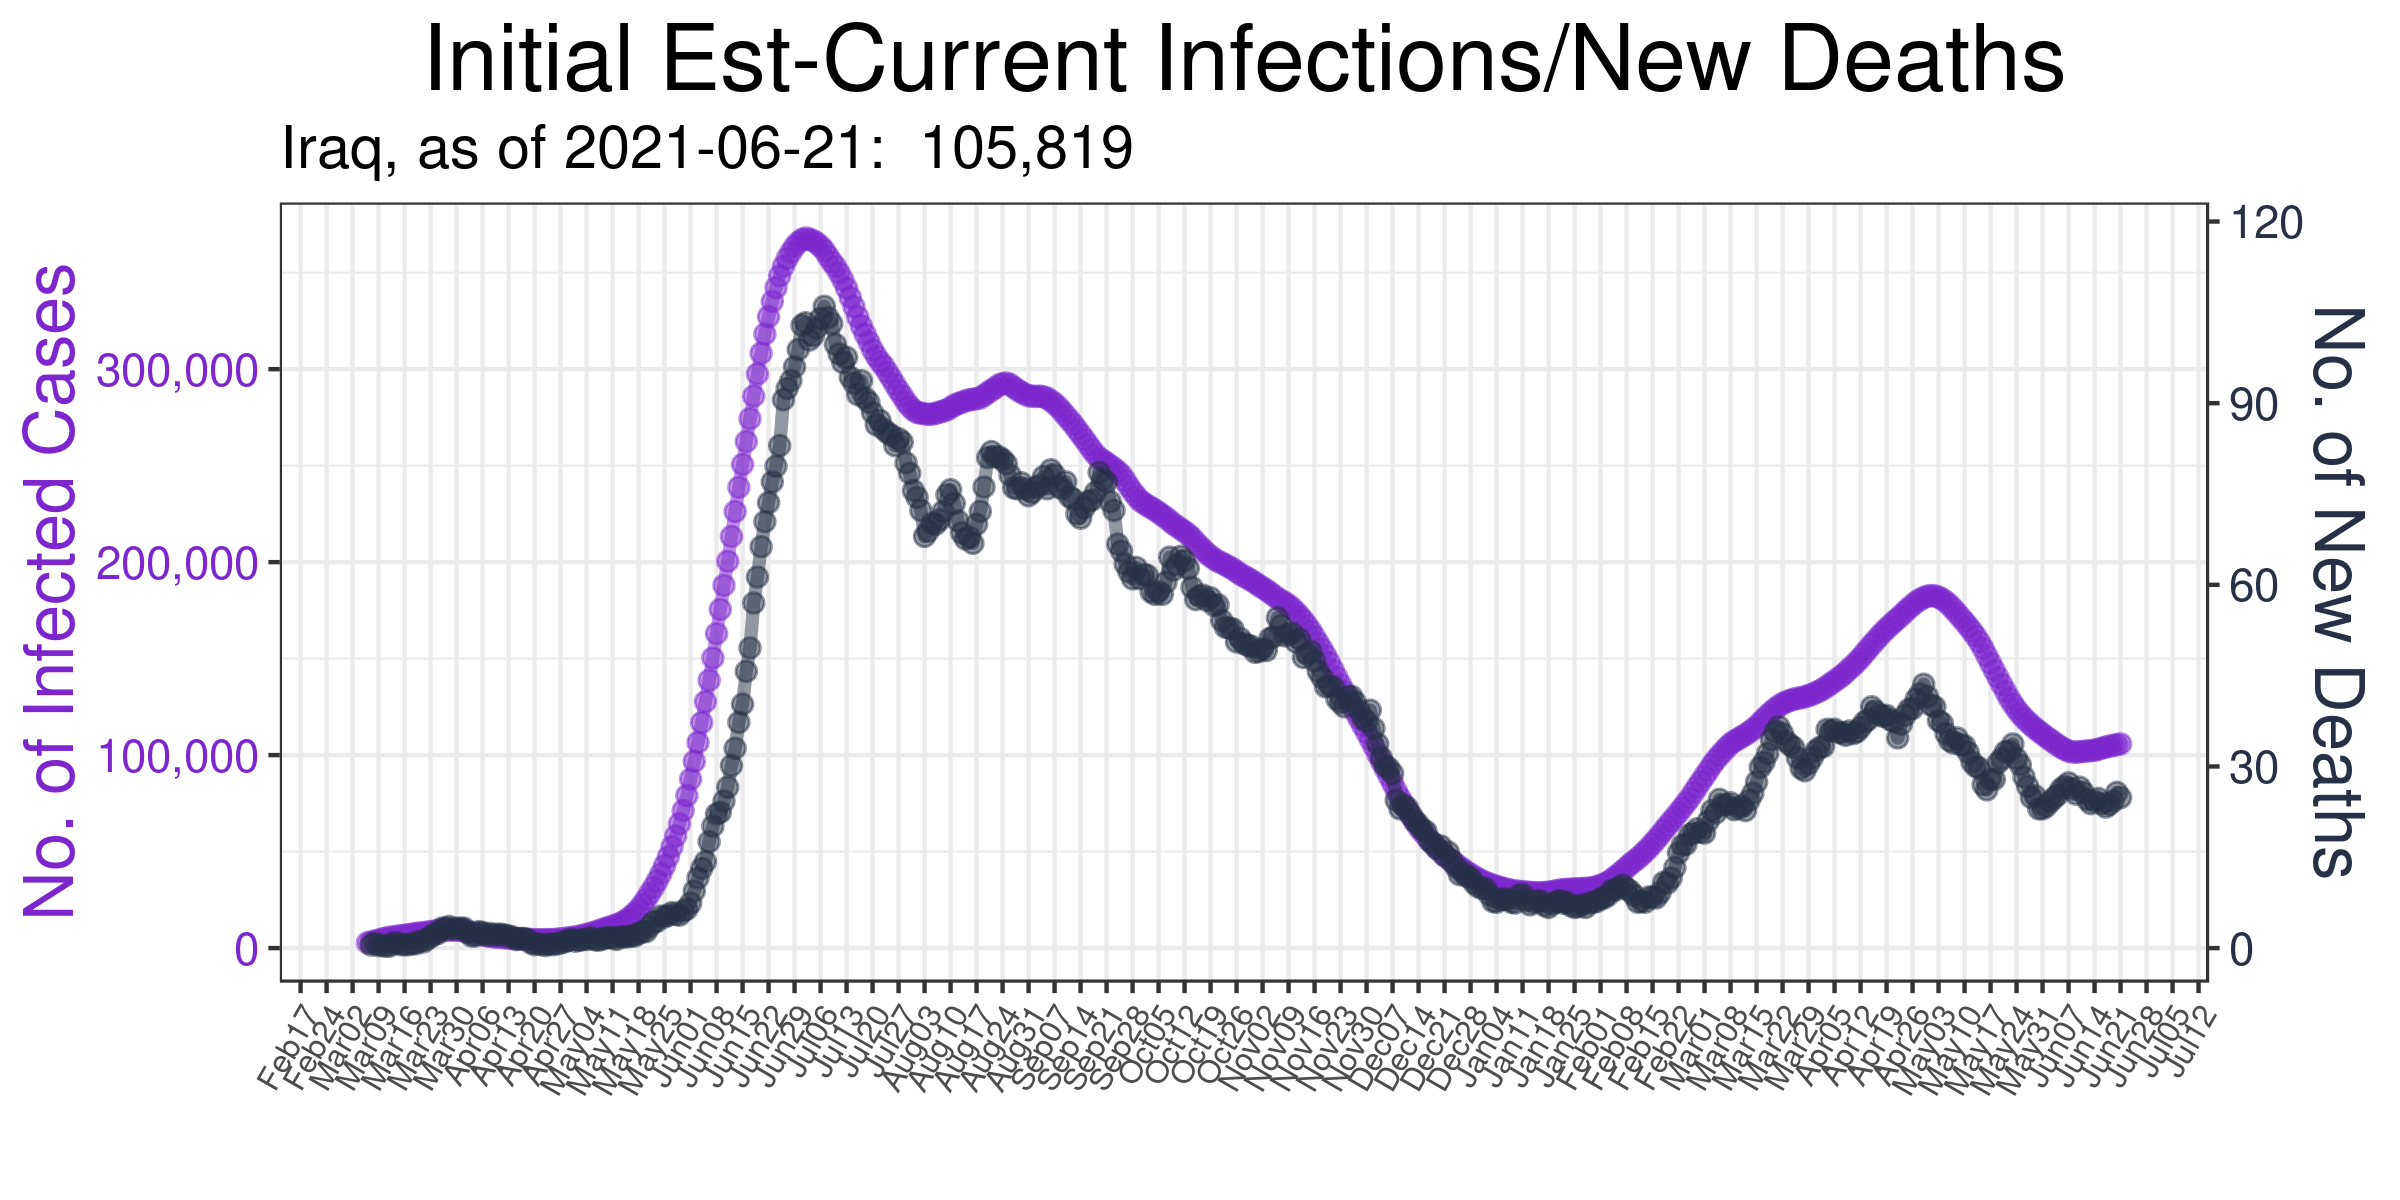 Initial Est-Current Infections/New Deaths
Iraq, as of 2021-06-21:  105,819
No. of Infected Cases
300,000
200,000
100,000
0
120
90
60
30
0
No. of New Deaths
Feb17
Feb24
Mar02
Mar09
Mar16
Mar23
Mar30
Apr06
Apr13
Apr20
Apr27
May04
May11
May18
May25
Jun01
Jun08
Jun15
Jun22
Jun29
Jul06
Jul13
Jul20
Jul27
Aug03
Aug10
Aug17
Aug24
Aug31
Sep07
Sep14
Sep21
Sep28
Oct05
Oct12
Oct19
Oct26
Nov02
Nov09
Nov16
Nov23
Nov30
Dec07
Dec14
Dec21
Dec28
Jan04
Jan11
Jan18
Jan25
Feb01
Feb08
Feb15
Feb22
Mar01
Mar08
Mar15
Mar22
Mar29
Apr05
Apr12
Apr19
Apr26
May03
May10
May17
May24
May31
Jun07
Jun14
Jun21
Jun28
Jul05
Jul12